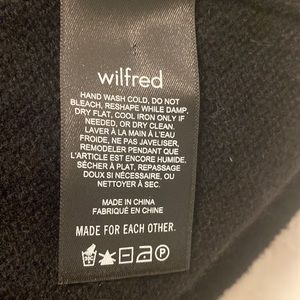 wilfred
HAND WASH COLD, DO NOT
BLEACH, RESHAPE WHILE DAMP,
DRY FLAT, COOL IRON ONLY IF
NEEDED, OR DRY CLEAN.
LAVER À LA MAIN À L'EAU
FROIDE, NE PAS JAVELISER,
REMODELER PENDANT QUE
L'ARTICLE EST ENCORE HUMIDE.
SÉCHER À PLAT, REPASSAGE
DOUX SI NÉCESSAIRE, OU
NETTOYER À SEC.
MADE IN CHINA
FABRIQUÉ EN CHINE
MADE FOR EACH OTHER.
P